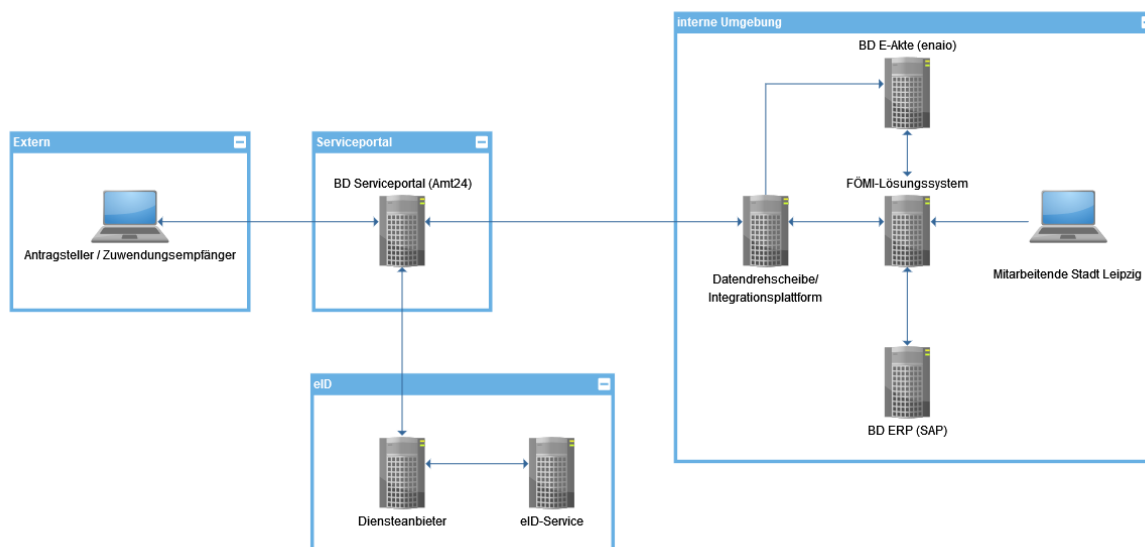 interne Umgebung
BD E-Akte (enaio)
Extern
Serviceportal
BD Serviceportal (Amt24)
FÖMI-Lösungssystem
Antragsteller / Zuwendungsempfänger
Datendrehscheibe/
Integrationsplattform
Mitarbeitende Stadt Leipzig
eID
BD ERP (SAP)
Diensteanbieter
eID-Service